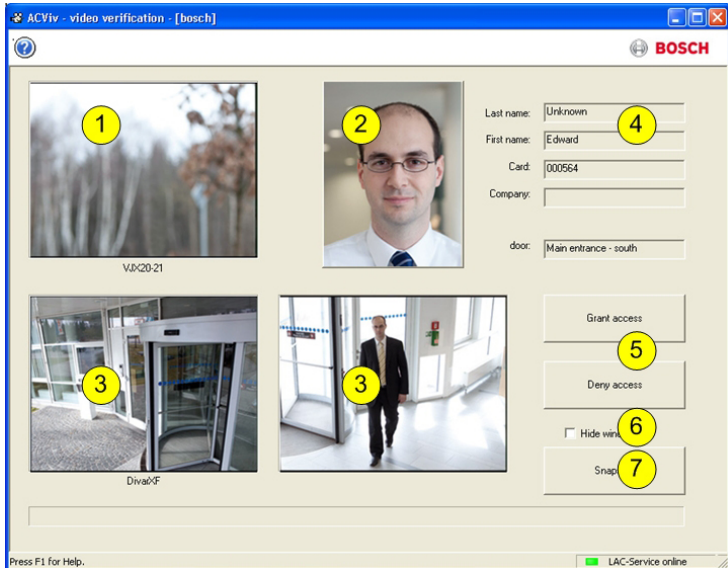 ACViv - video verification - [bosch]
BOSCH
1
2
Last name: Unknown
4
First name: Edward
Card: 000564
Company:
door: Main entrance - south
VJX20-21
3
3
Grant access
5
Deny access
Hide win
6
Snap
7
DivarXF
Press F1 for Help.
LAC-Service online